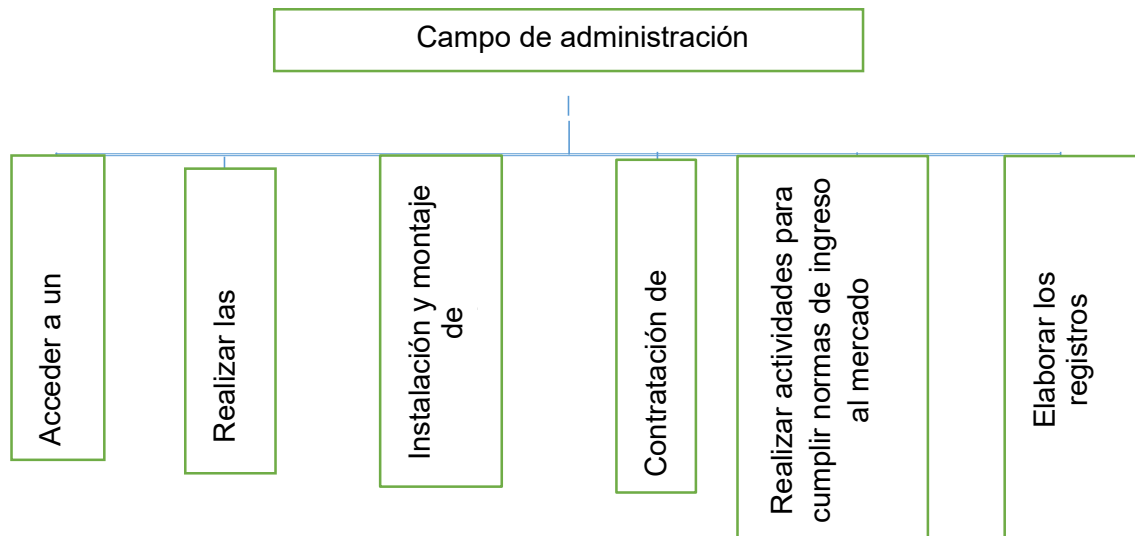 Campo de administración
Acceder a un
Realizar las
Instalación y montaje
de
Contratación de
Realizar actividades para
cumplir normas de ingreso
al mercado
Elaborar los
registros